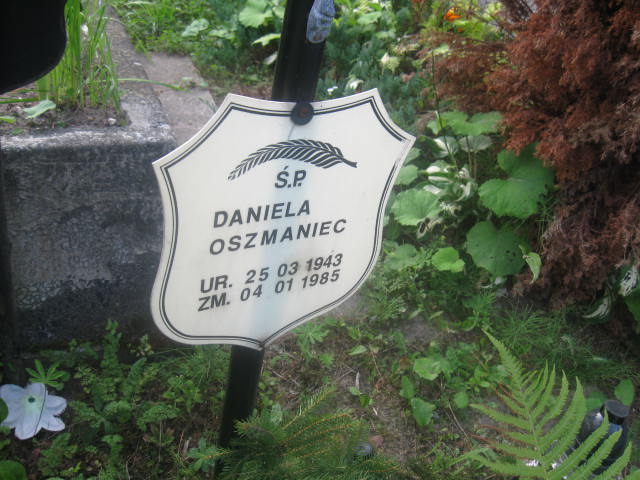 Ś.P.
DANIELA
OSZMANIEC
UR. 25 03 1943
ZM. 04 01 1985